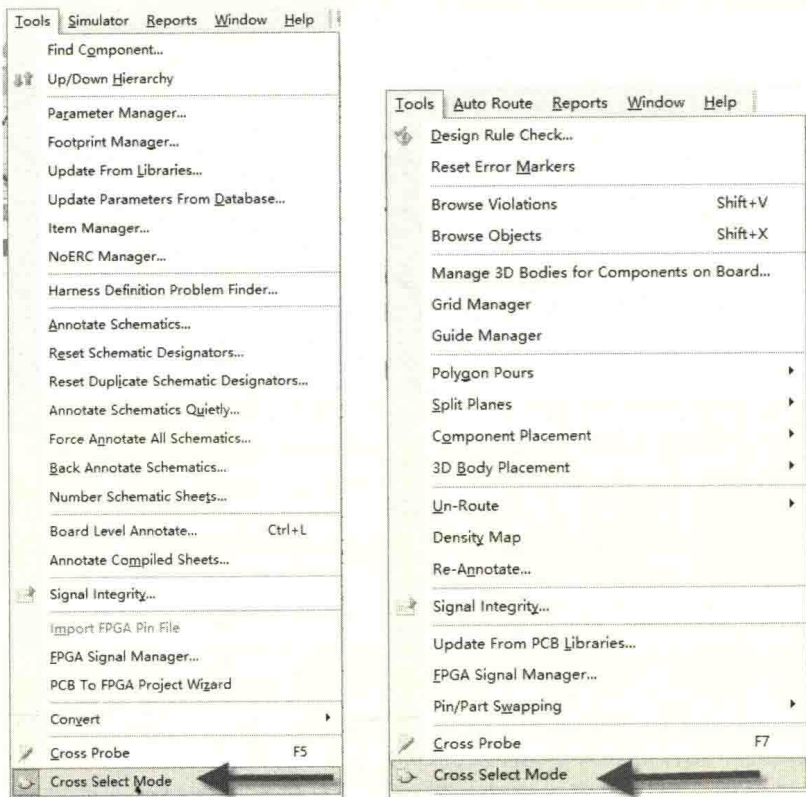 Tools Simulator Reports Window Help
Find Component...
Up/Down Hierarchy
Parameter Manager...
Footprint Manager...
Update From Libraries...
Update Parameters From Database...
Item Manager...
NoERC Manager...
Harness Definition Problem Finder...
Annotate Schematics...
Reset Schematic Designators...
Reset Duplicate Schematic Designators...
Annotate Schematics Quietly...
Force Annotate All Schematics...
Back Annotate Schematics...
Number Schematic Sheets...
Board Level Annotate... Ctrl+L
Annotate Compiled Sheets...
Signal Integrity...
Import FPGA Pin File
FPGA Signal Manager...
PCB To FPGA Project Wizard
Convert
Cross Probe F5
Cross Select Mode
Tools Auto Route Reports Window Help
Design Rule Check...
Reset Error Markers
Browse Violations Shift+V
Browse Objects Shift+X
Manage 3D Bodies for Components on Board...
Grid Manager
Guide Manager
Polygon Pours
Split Planes
Component Placement
3D Body Placement
Un-Route
Density Map
Re-Annotate...
Signal Integrity...
Update From PCB Libraries...
FPGA Signal Manager...
Pin/Part Swapping
Cross Probe F7
Cross Select Mode